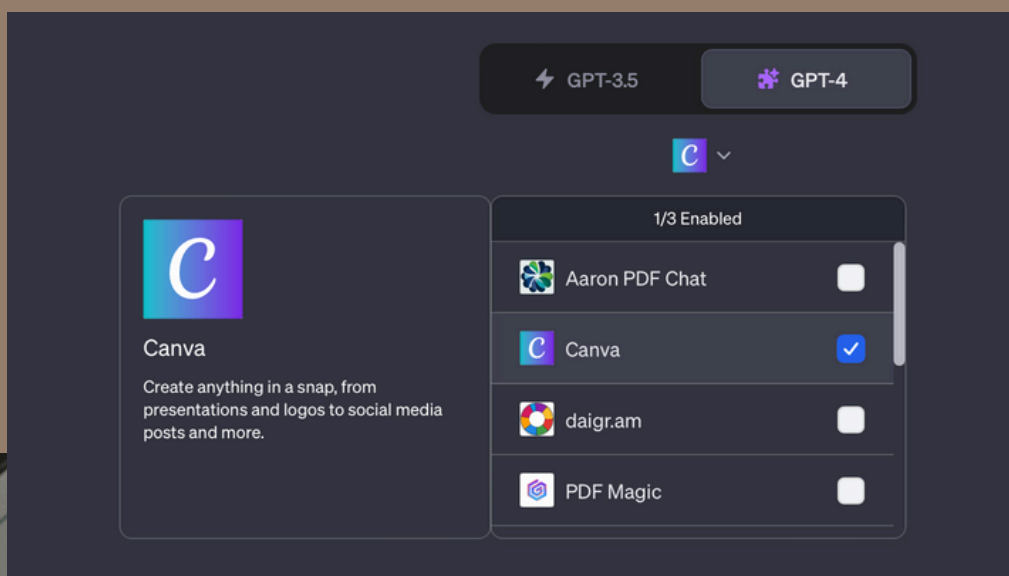 GPT-3.5
GPT-4
C
C
Canva
Create anything in a snap, from
presentations and logos to social media
posts and more.
1/3 Enabled
Aaron PDF Chat
C
Canva
daigr.am
PDF Magic